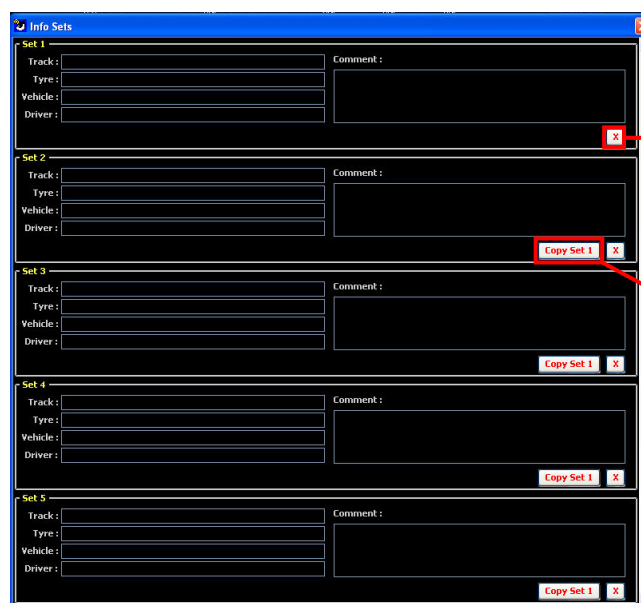 Info Sets
Set 1
Track :
Comment :
Tyre :
Vehicle :
Driver :
X
Set 2
Track :
Comment :
Tyre :
Vehicle :
Driver :
Copy Set 1 X
Set 3
Track :
Comment :
Tyre :
Vehicle :
Driver :
Copy Set 1 X
Set 4
Track :
Comment :
Tyre :
Vehicle :
Driver :
Copy Set 1 X
Set 5
Track :
Comment :
Tyre :
Vehicle :
Driver :
Copy Set 1 X